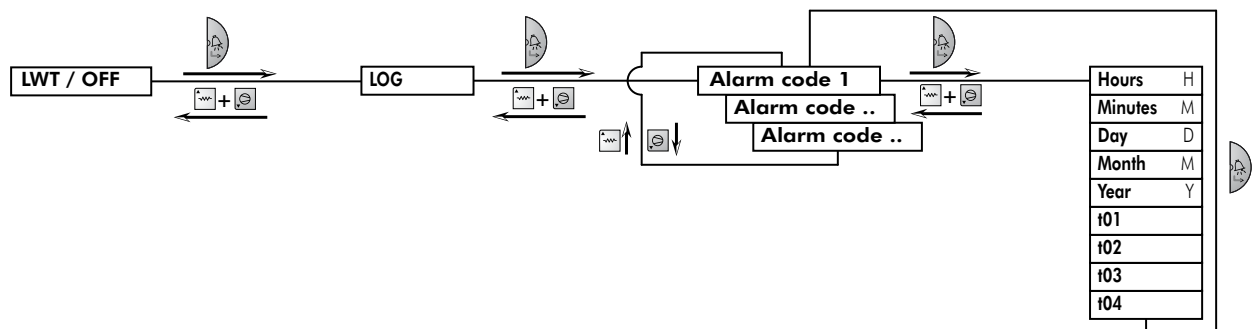 LWT / OFF
+
LOG
+
Alarm code 1
Alarm code ..
Alarm code ..
+
Hours H
Minutes M
Day D
Month M
Year Y
t01
t02
t03
t04